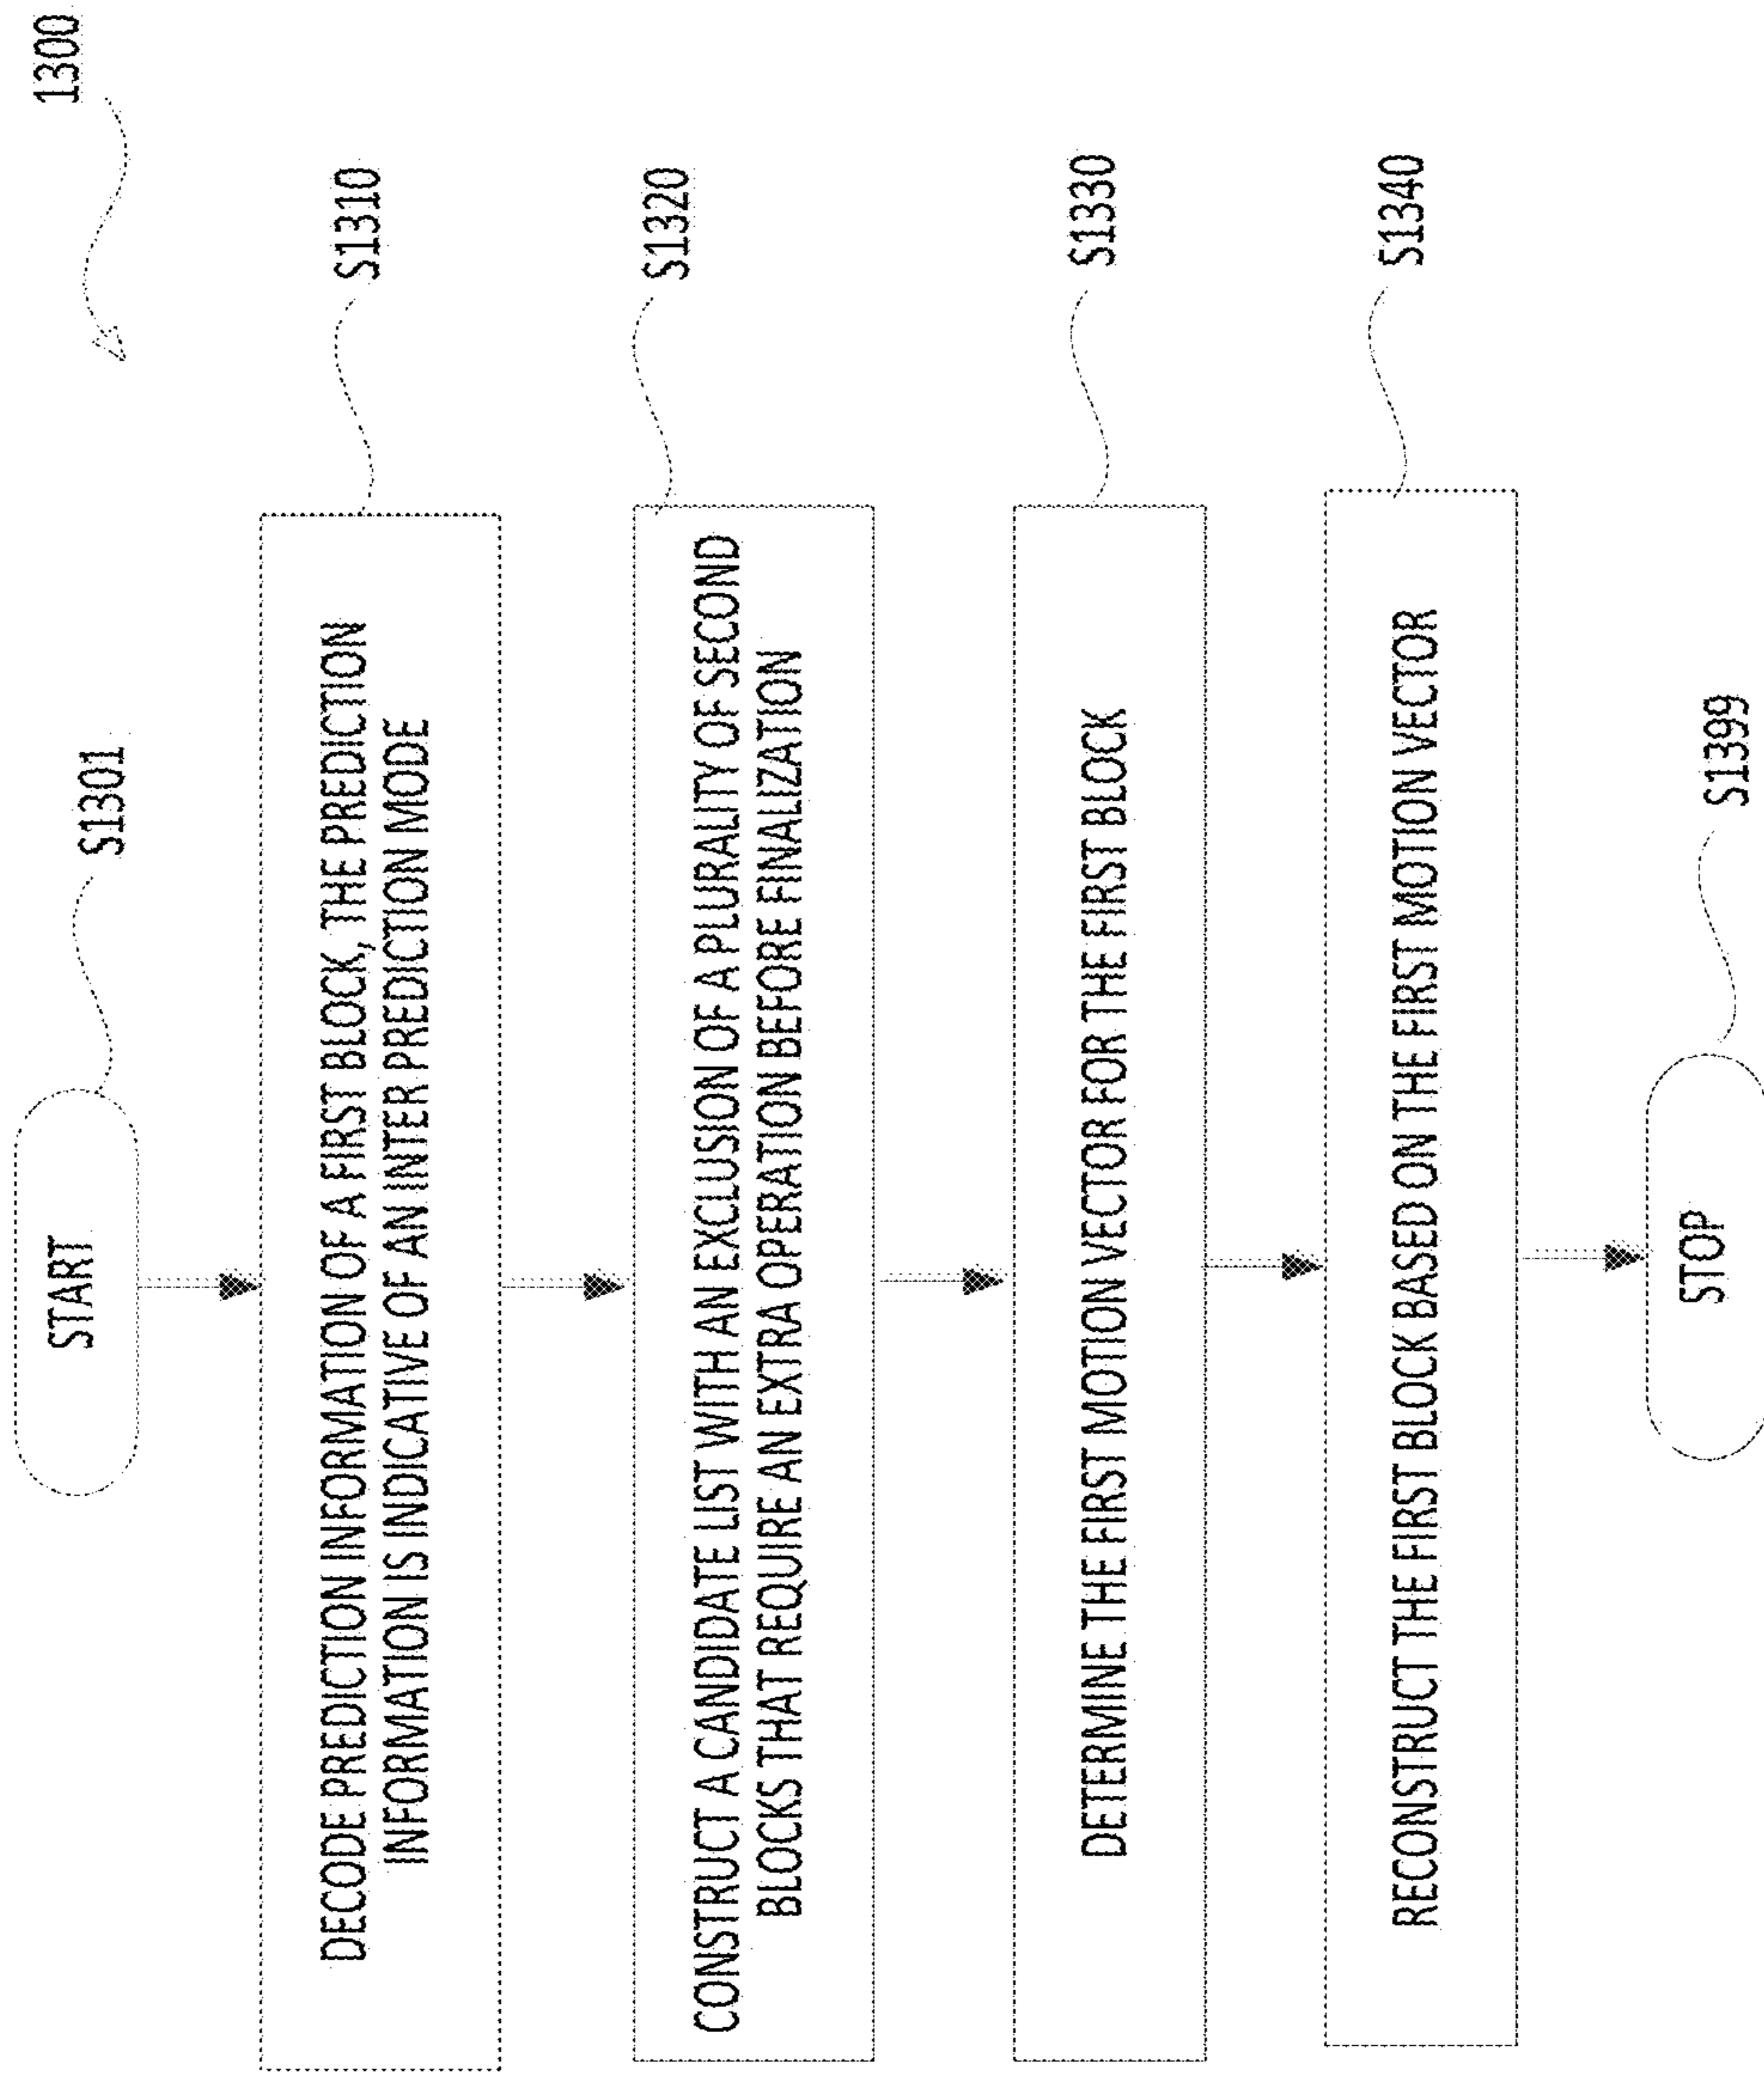 1300
START
S1301
DECODE PREDICTION INFORMATION OF A FIRST BLOCK, THE PREDICTION
INFORMATION IS INDICATIVE OF AN INTER PREDICTION MODE
S1310
CONSTRUCT A CANDIDATE LIST WITH AN EXCLUSION OF A PLURALITY OF SECOND
BLOCKS THAT REQUIRE AN EXTRA OPERATION BEFORE FINALIZATION
S1320
DETERMINE THE FIRST MOTION VECTOR FOR THE FIRST BLOCK
S1330
RECONSTRUCT THE FIRST BLOCK BASED ON THE FIRST MOTION VECTOR
S1340
STOP
S1399